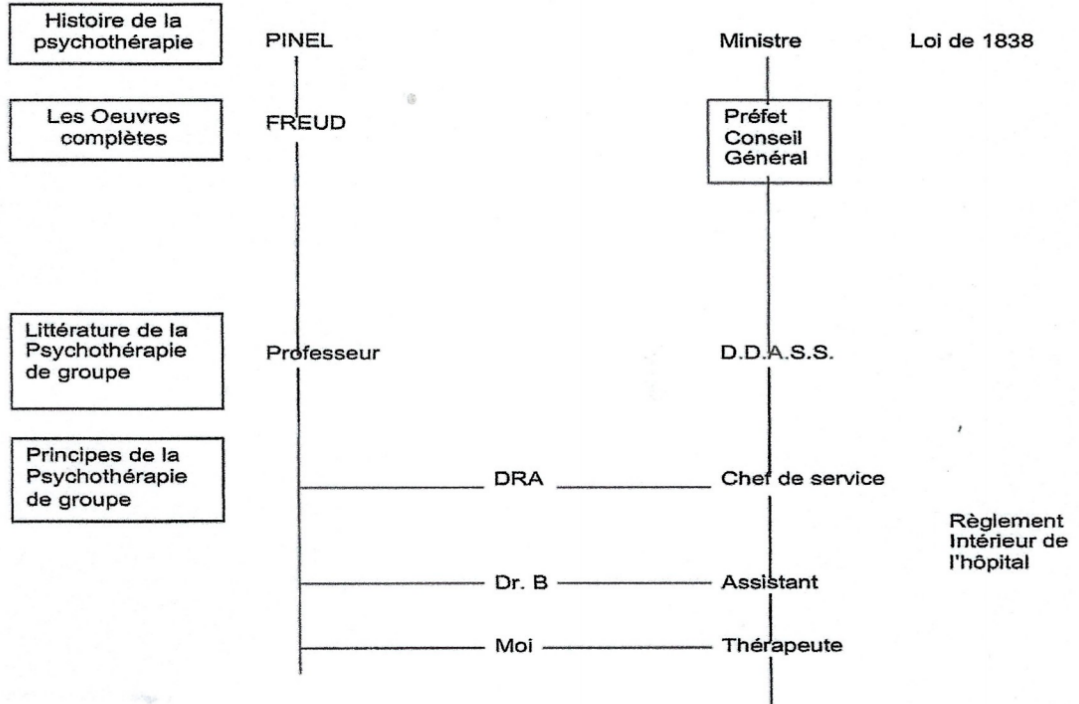 Histoire de la
psychothérapie
PINEL
Ministre
Loi de 1838
Les Oeuvres
complètes
FREUD
Préfet
Conseil
Général
Littérature de la
Psychothérapie
de groupe
Professeur
D.D.A.S.S.
Principes de la
Psychothérapie
de groupe
DRA
Chef de service
Règlement
Intérieur de
l'hôpital
Dr. B
Assistant
Moi
Thérapeute